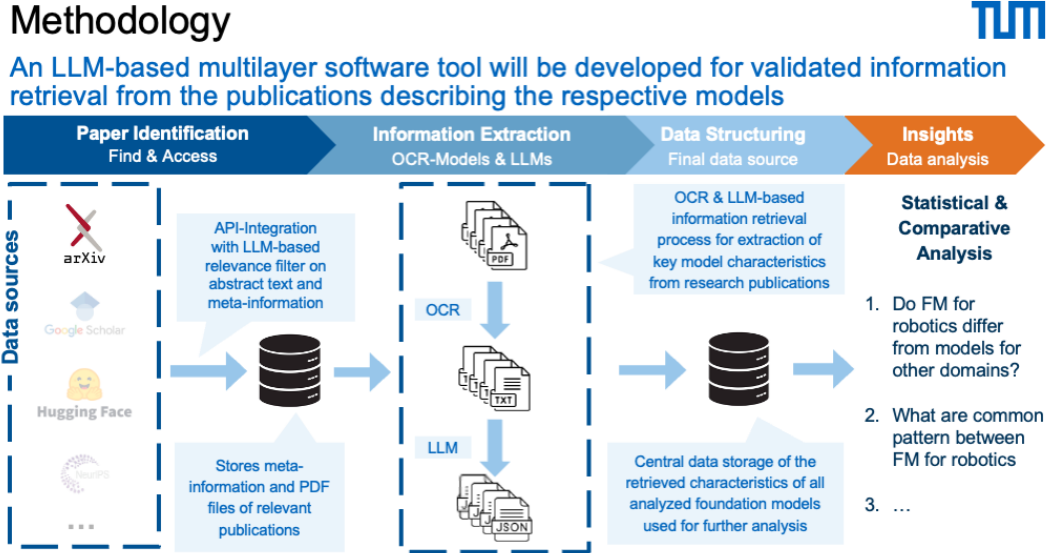 Methodology
TUM
An LLM-based multilayer software tool will be developed for validated information
retrieval from the publications describing the respective models
Paper Identification
Find & Access
Information Extraction
OCR-Models & LLMs
Data Structuring
Final data source
Insights
Data analysis
Data sources
arXiv
Google Scholar
Hugging Face
NeurIPS
...
API-Integration
with LLM-based
relevance filter on
abstract text and
meta-information
Stores meta-
information and PDF
files of relevant
publications
PDF
OCR
TXT
LLM
JSON
OCR & LLM-based
information retrieval
process for extraction of
key model characteristics
from research publications
Central data storage of the
retrieved characteristics of all
analyzed foundation models
used for further analysis
Statistical &
Comparative
Analysis
1. Do FM for
robotics differ
from models for
other domains?
2. What are common
pattern between
FM for robotics
3. ...